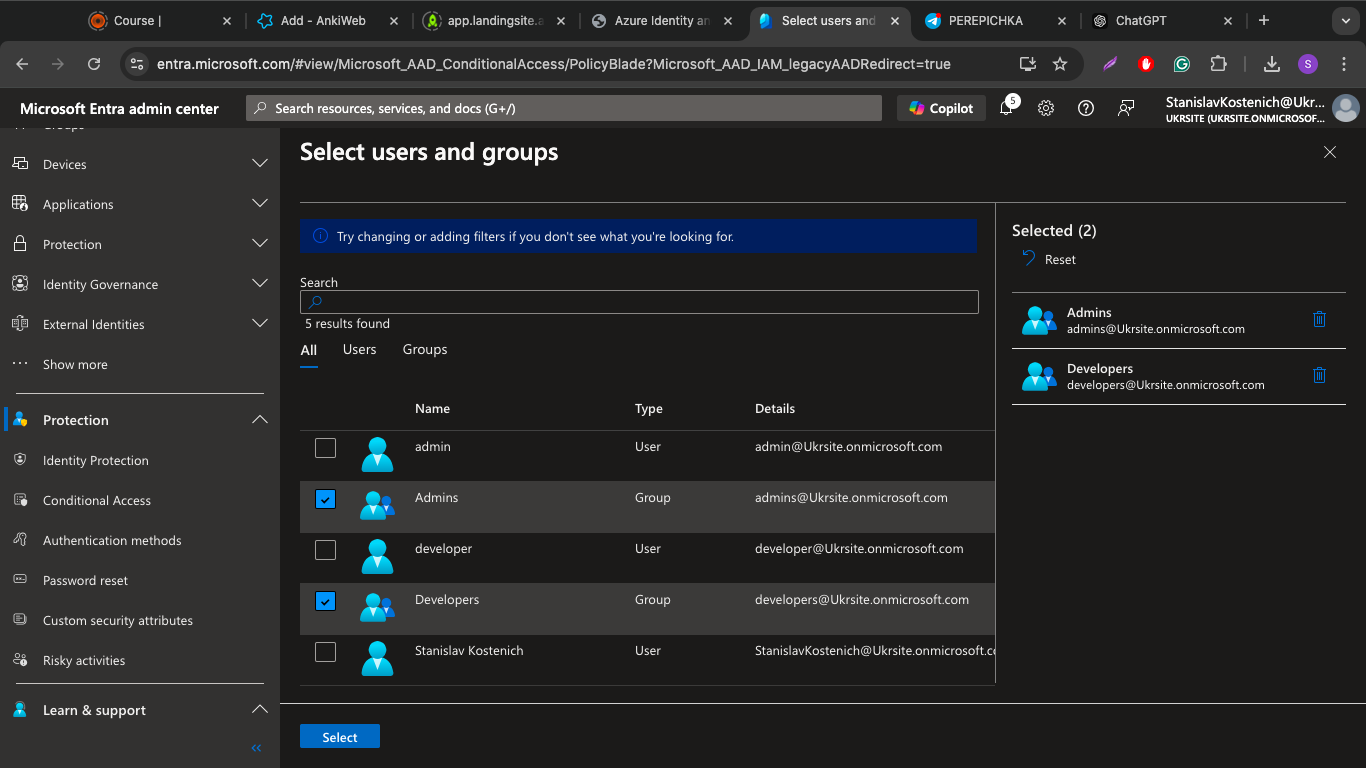 Course |
Add - AnkiWeb
app.landingsite.a
Azure Identity an
Select users and
PEREPICHKA
ChatGPT
entra.microsoft.com/#view/Microsoft_AAD_ConditionalAccess/PolicyBlade?Microsoft_AAD_IAM_legacyAADRedirect=true
S
Microsoft Entra admin center
Search resources, services, and docs (G+/)
Copilot
5
StanislavKostenich@Ukr...
UKRSITE (UKRSITE.ONMICROSOF...
Groups
Devices
Applications
Protection
Identity Governance
External Identities
Show more
Protection
Identity Protection
Conditional Access
Authentication methods
Password reset
Custom security attributes
Risky activities
Learn & support
Select users and groups
Try changing or adding filters if you don't see what you're looking for.
Search
5 results found
All Users Groups
Name Type Details
admin User admin@Ukrsite.onmicrosoft.com
Admins Group admins@Ukrsite.onmicrosoft.com
developer User developer@Ukrsite.onmicrosoft.com
Developers Group developers@Ukrsite.onmicrosoft.com
Stanislav Kostenich User StanislavKostenich@Ukrsite.onmicrosoft.co
Selected (2)
Reset
Admins
admins@Ukrsite.onmicrosoft.com
Developers
developers@Ukrsite.onmicrosoft.com
Select